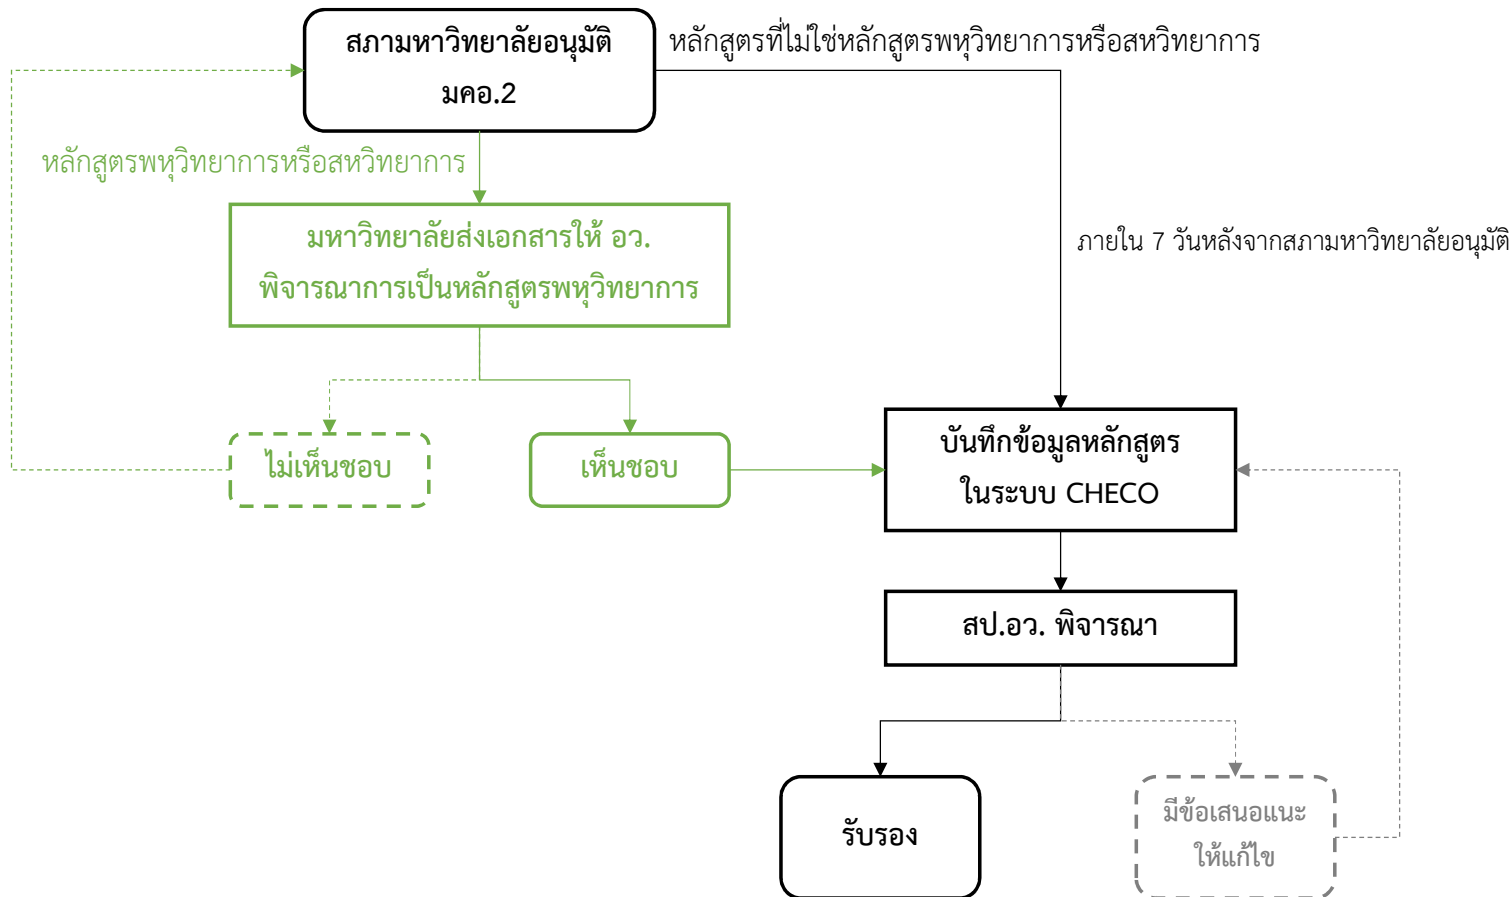 สภามหาวิทยาลัยอนุมัติ
มคอ.2
หลักสูตรที่ไม่ใช่หลักสูตรพหุวิทยาการหรือสหวิทยาการ
หลักสูตรพหุวิทยาการหรือสหวิทยาการ
มหาวิทยาลัยส่งเอกสารให้ อว.
พิจารณาการเป็นหลักสูตรพหุวิทยาการ
ภายใน 7 วันหลังจากสภามหาวิทยาลัยอนุมัติ
ไม่เห็นชอบ
เห็นชอบ
บันทึกข้อมูลหลักสูตร
ในระบบ CHECO
สป.อว. พิจารณา
รับรอง
มีข้อเสนอแนะ
ให้แก้ไข